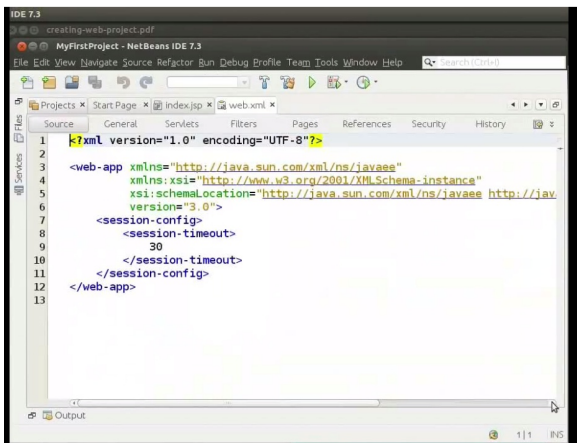 IDE 7.3
creating-web-project.pdf
MyFirstProject - NetBeans IDE 7.3
File Edit View Navigate Source Refactor Run Debug Profile Team Tools Window Help Search (Ctrl+I)
Projects Start Page index.jsp web.xml
Source General Servlets Filters Pages References Security History
Files
Services
1 <?xml version="1.0" encoding="UTF-8"?>
2
3 <web-app xmlns="http://java.sun.com/xml/ns/javaee"
4 xmlns:xsi="http://www.w3.org/2001/XMLSchema-instance"
5 xsi:schemaLocation="http://java.sun.com/xml/ns/javaee http://jav
6 version="3.0">
7 <session-config>
8 <session-timeout>
9 30
10 </session-timeout>
11 </session-config>
12 </web-app>
13
Output
1|1 INS